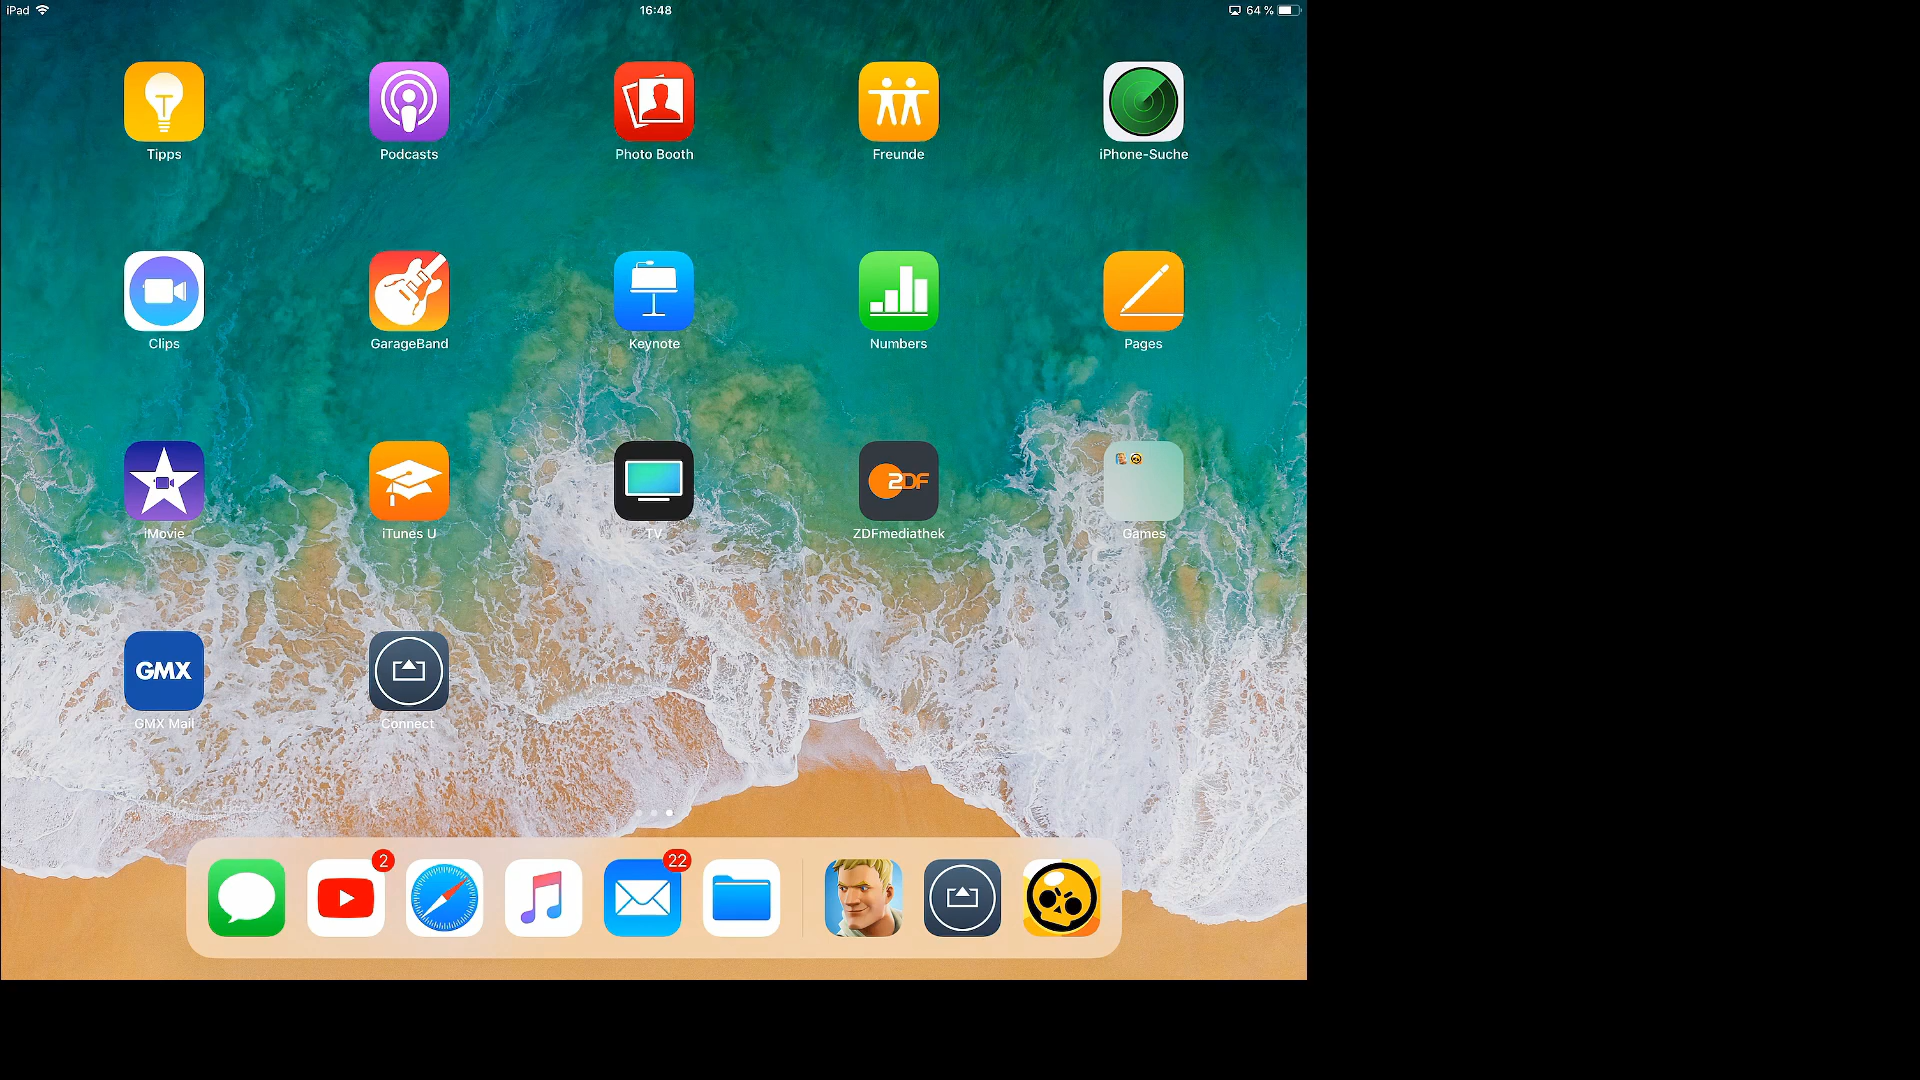 iPad 16:48 64 %
Tipps Podcasts Photo Booth Freunde iPhone-Suche
Clips GarageBand Keynote Numbers Pages
ZDF
iMovie iTunes U TV ZDFmediathek Games
GMX
GMX Mail Connect
2 22